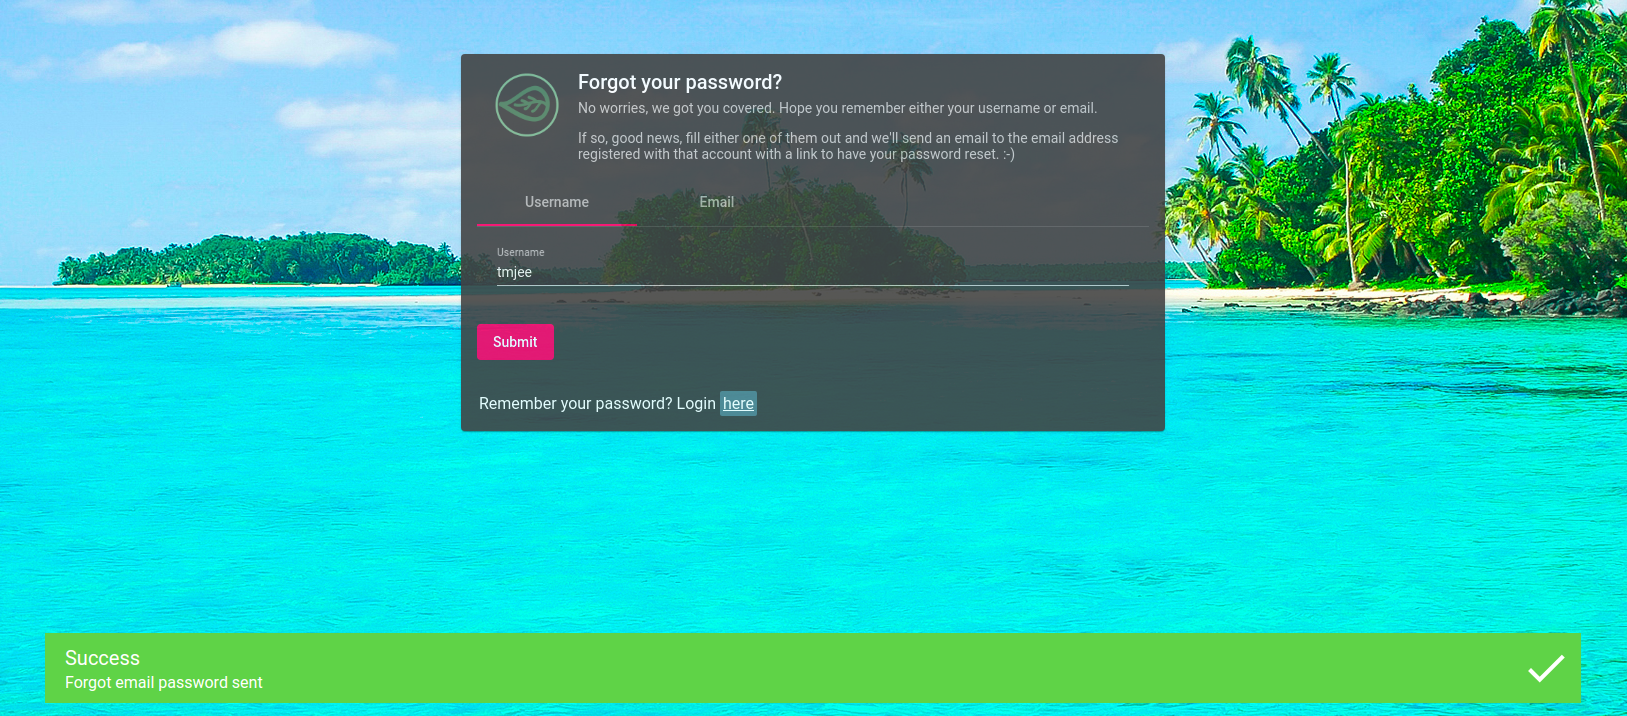 Forgot your password?
No worries, we got you covered. Hope you remember either your username or email.
If so, good news, fill either one of them out and we'll send an email to the email address
registered with that account with a link to have your password reset. :-)
Username Email
Username
tmjee
Submit
Remember your password? Login here
Success
Forgot email password sent